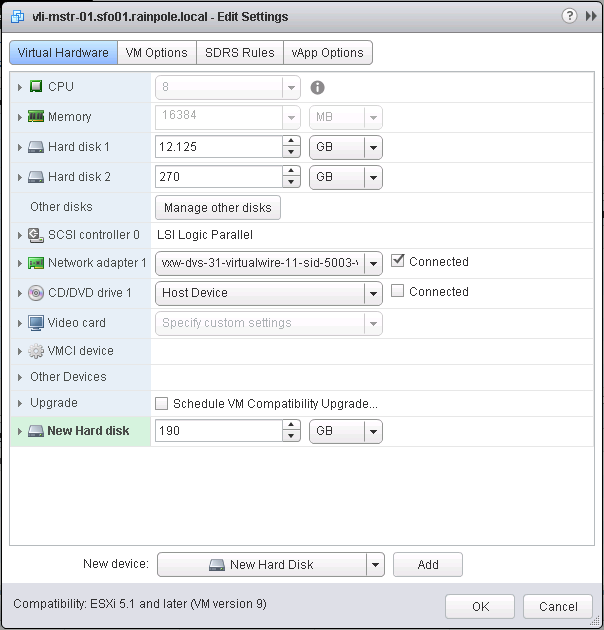 vli-mstr-01.sfo01.rainpole.local - Edit Settings
Virtual Hardware VM Options SDRS Rules vApp Options
CPU 8
Memory 16384 MB
Hard disk 1 12.125 GB
Hard disk 2 270 GB
Other disks Manage other disks
SCSI controller 0 LSI Logic Parallel
Network adapter 1 vxw-dvs-31-virtualwire-11-sid-5003- Connected
CD/DVD drive 1 Host Device Connected
Video card Specify custom settings
VMCI device
Other Devices
Upgrade Schedule VM Compatibility Upgrade...
New Hard disk 190 GB
New device: New Hard Disk Add
Compatibility: ESXi 5.1 and later (VM version 9) OK Cancel